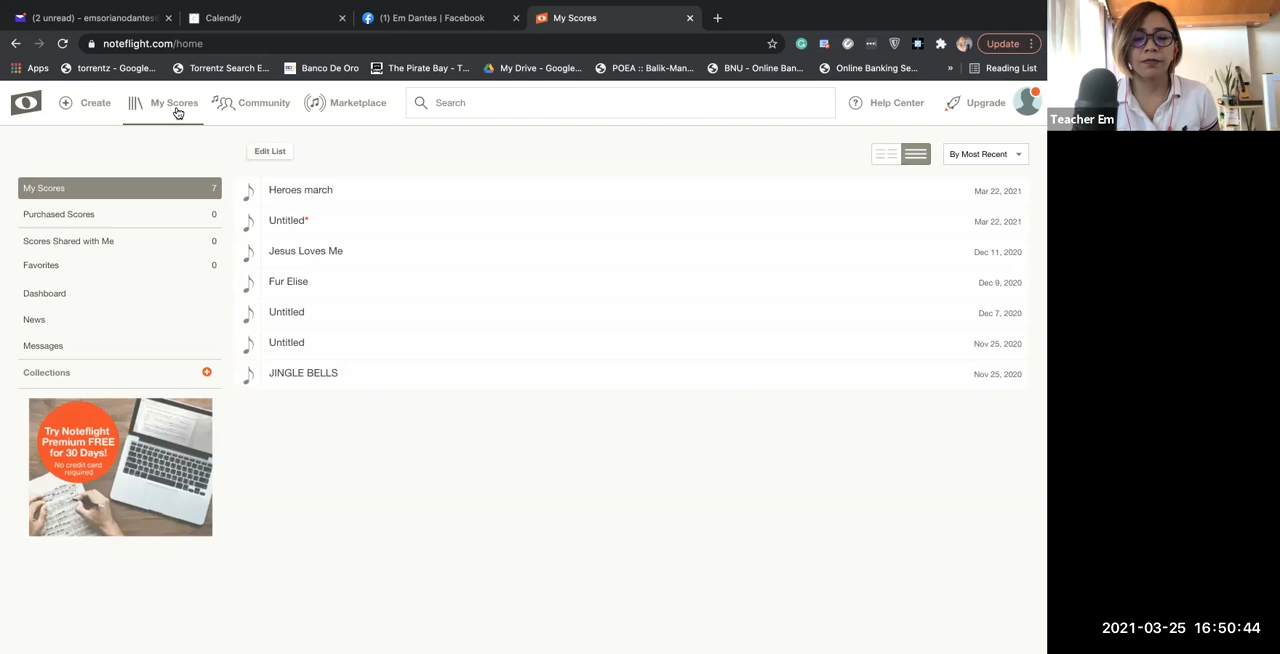 (2 unread) - emsorianodantes
Calendly
(1) Em Dantes | Facebook
My Scores
noteflight.com/home
Update
Apps
torrentz - Google...
Torrentz Search E...
Banco De Oro
The Pirate Bay - T...
My Drive - Google...
POEA :: Balik-Man...
BNU - Online Ban...
Online Banking Se...
»
Reading List
Create
My Scores
Community
Marketplace
Search
Help Center
Upgrade
Teacher Em
Edit List
By Most Recent
My Scores 7
Purchased Scores 0
Scores Shared with Me 0
Favorites 0
Dashboard
News
Messages
Collections
Heroes march Mar 22, 2021
Untitled* Mar 22, 2021
Jesus Loves Me Dec 11, 2020
Fur Elise Dec 9, 2020
Untitled Dec 7, 2020
Untitled Nov 25, 2020
JINGLE BELLS Nov 25, 2020
Try Noteflight
Premium FREE
for 30 Days!
No credit card
required
2021-03-25 16:50:44